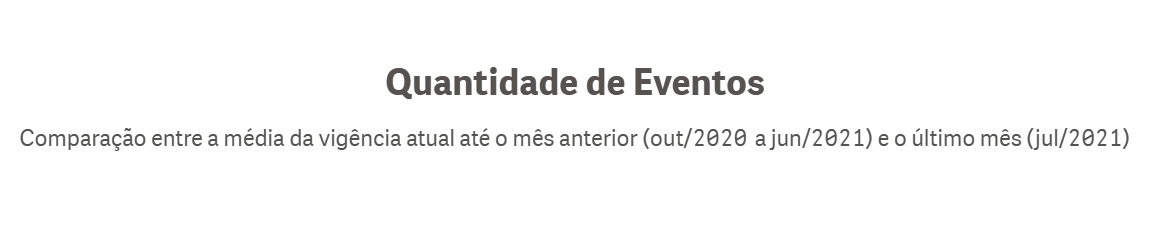 Quantidade de Eventos
Comparação entre a média da vigência atual até o mês anterior (out/2020 a jun/2021) e o último mês (jul/2021)